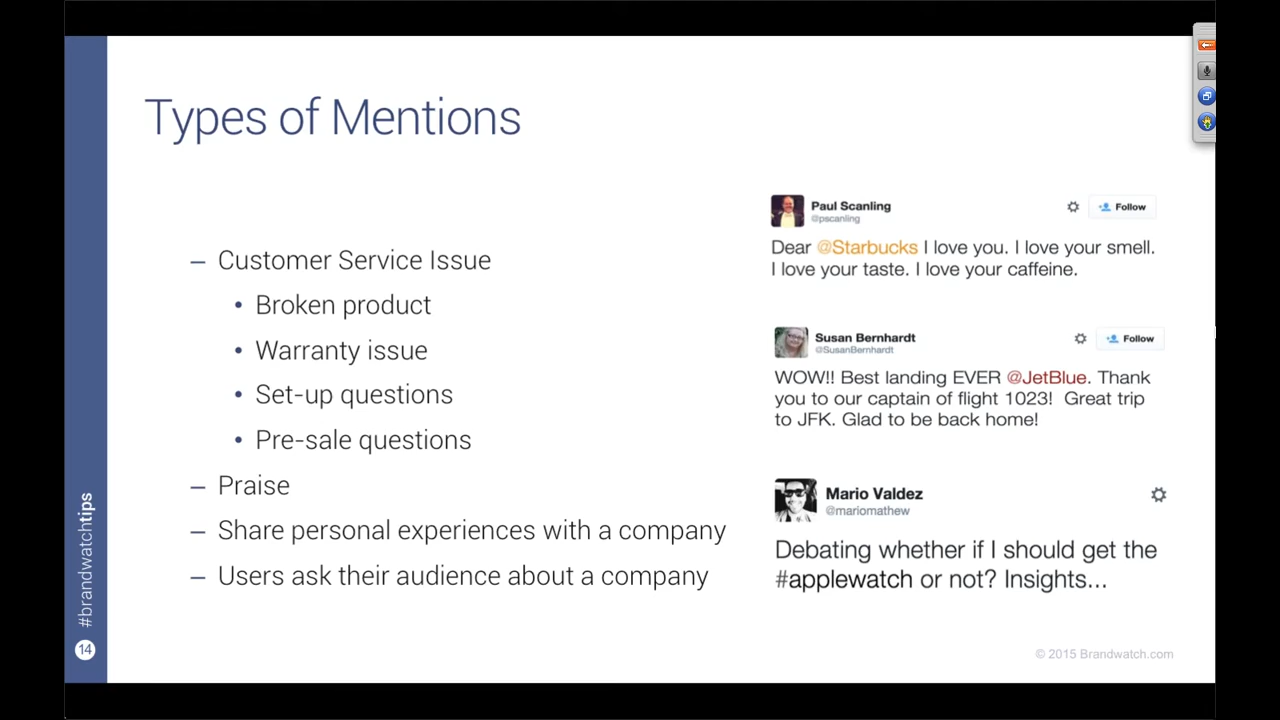 Types of Mentions
– Customer Service Issue
• Broken product
• Warranty issue
• Set-up questions
• Pre-sale questions
– Praise
– Share personal experiences with a company
– Users ask their audience about a company
Paul Scanling
@pscanling
Follow
Dear @Starbucks I love you. I love your smell.
I love your taste. I love your caffeine.
Susan Bernhardt
@SusanBernhardt
Follow
WOW!! Best landing EVER @JetBlue. Thank
you to our captain of flight 1023!  Great trip
to JFK. Glad to be back home!
Mario Valdez
@mariomathew
Debating whether if I should get the
#applewatch or not? Insights...
#brandwatchtips
14
© 2015 Brandwatch.com